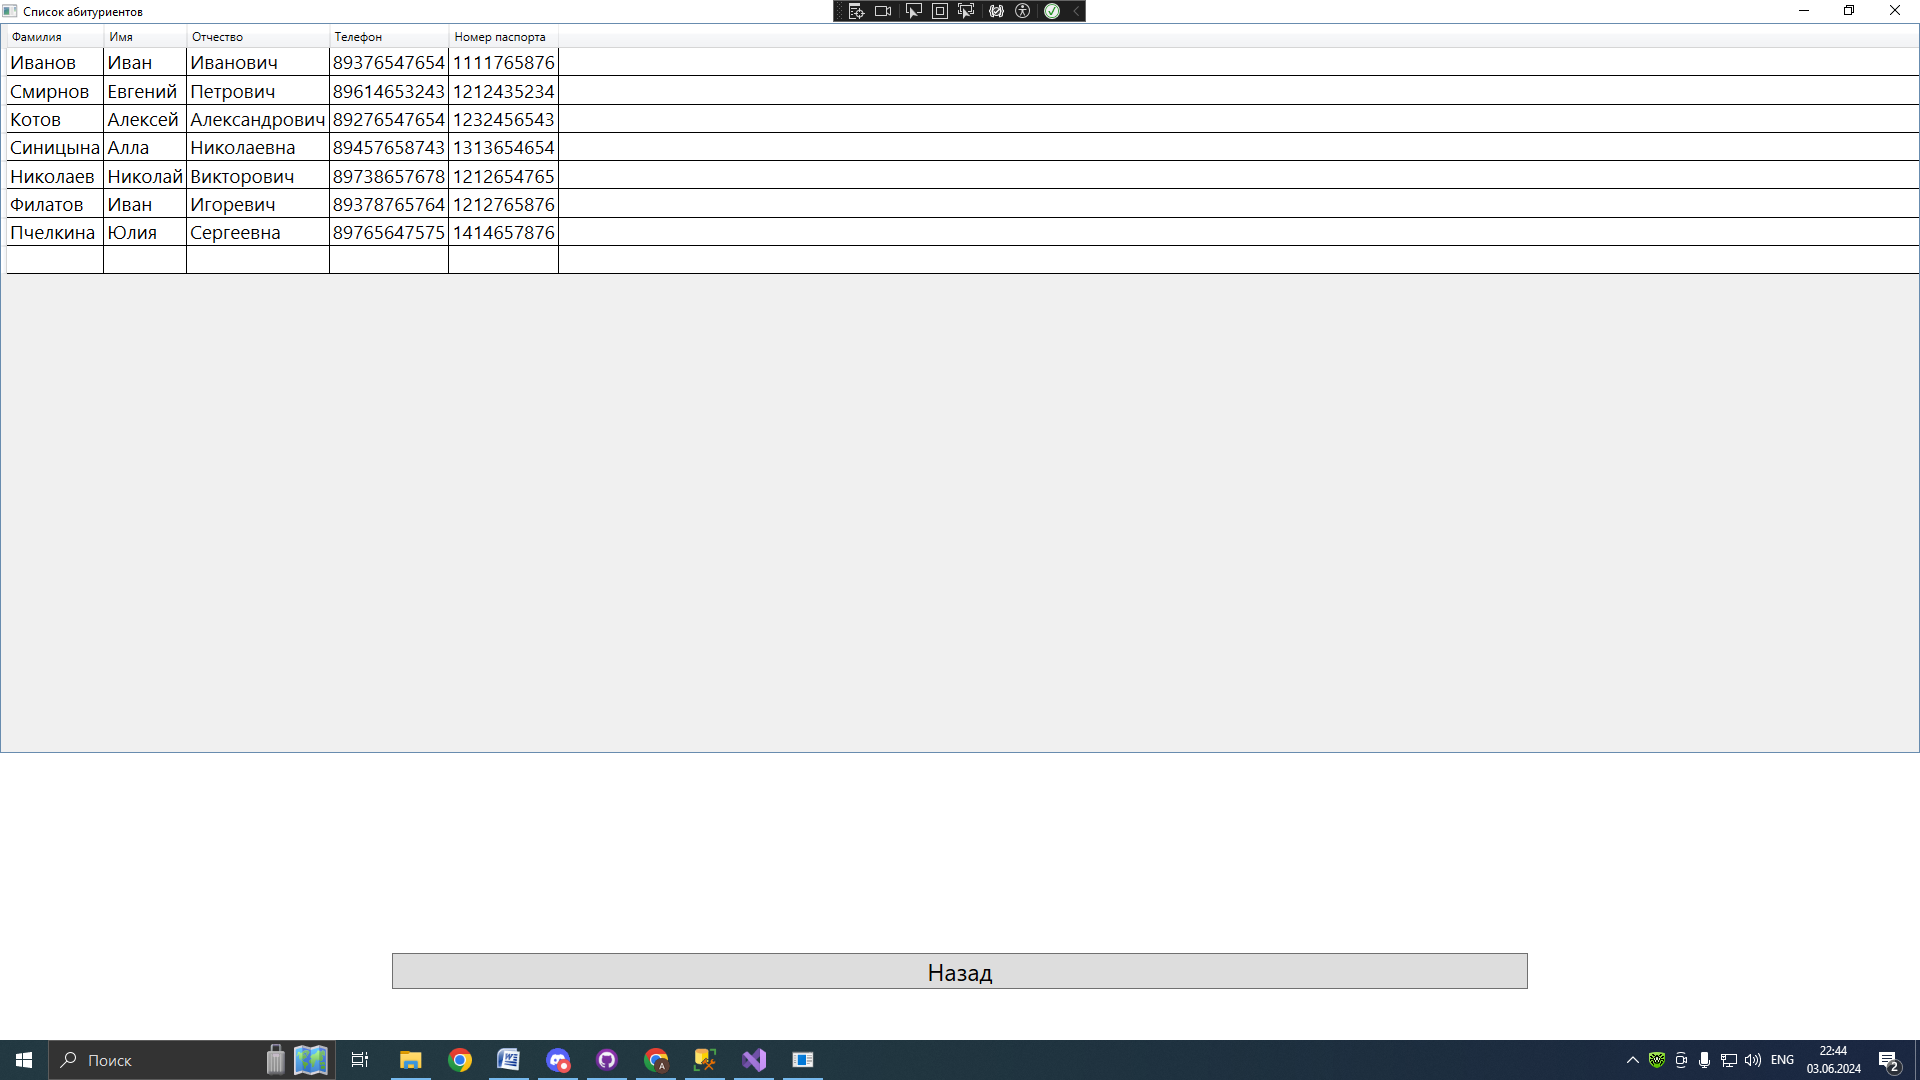 Список абитуриентов
Фамилия Имя Отчество Телефон Номер паспорта
Иванов Иван Иванович 89376547654 1111765876
Смирнов Евгений Петрович 89614653243 1212435234
Котов Алексей Александрович 89276547654 1232456543
Синицына Алла Николаевна 89457658743 1313654654
Николаев Николай Викторович 89738657678 1212654765
Филатов Иван Игоревич 89378765764 1212765876
Пчелкина Юлия Сергеевна 89765647575 1414657876
Назад
Поиск
ENG
22:44
03.06.2024
2